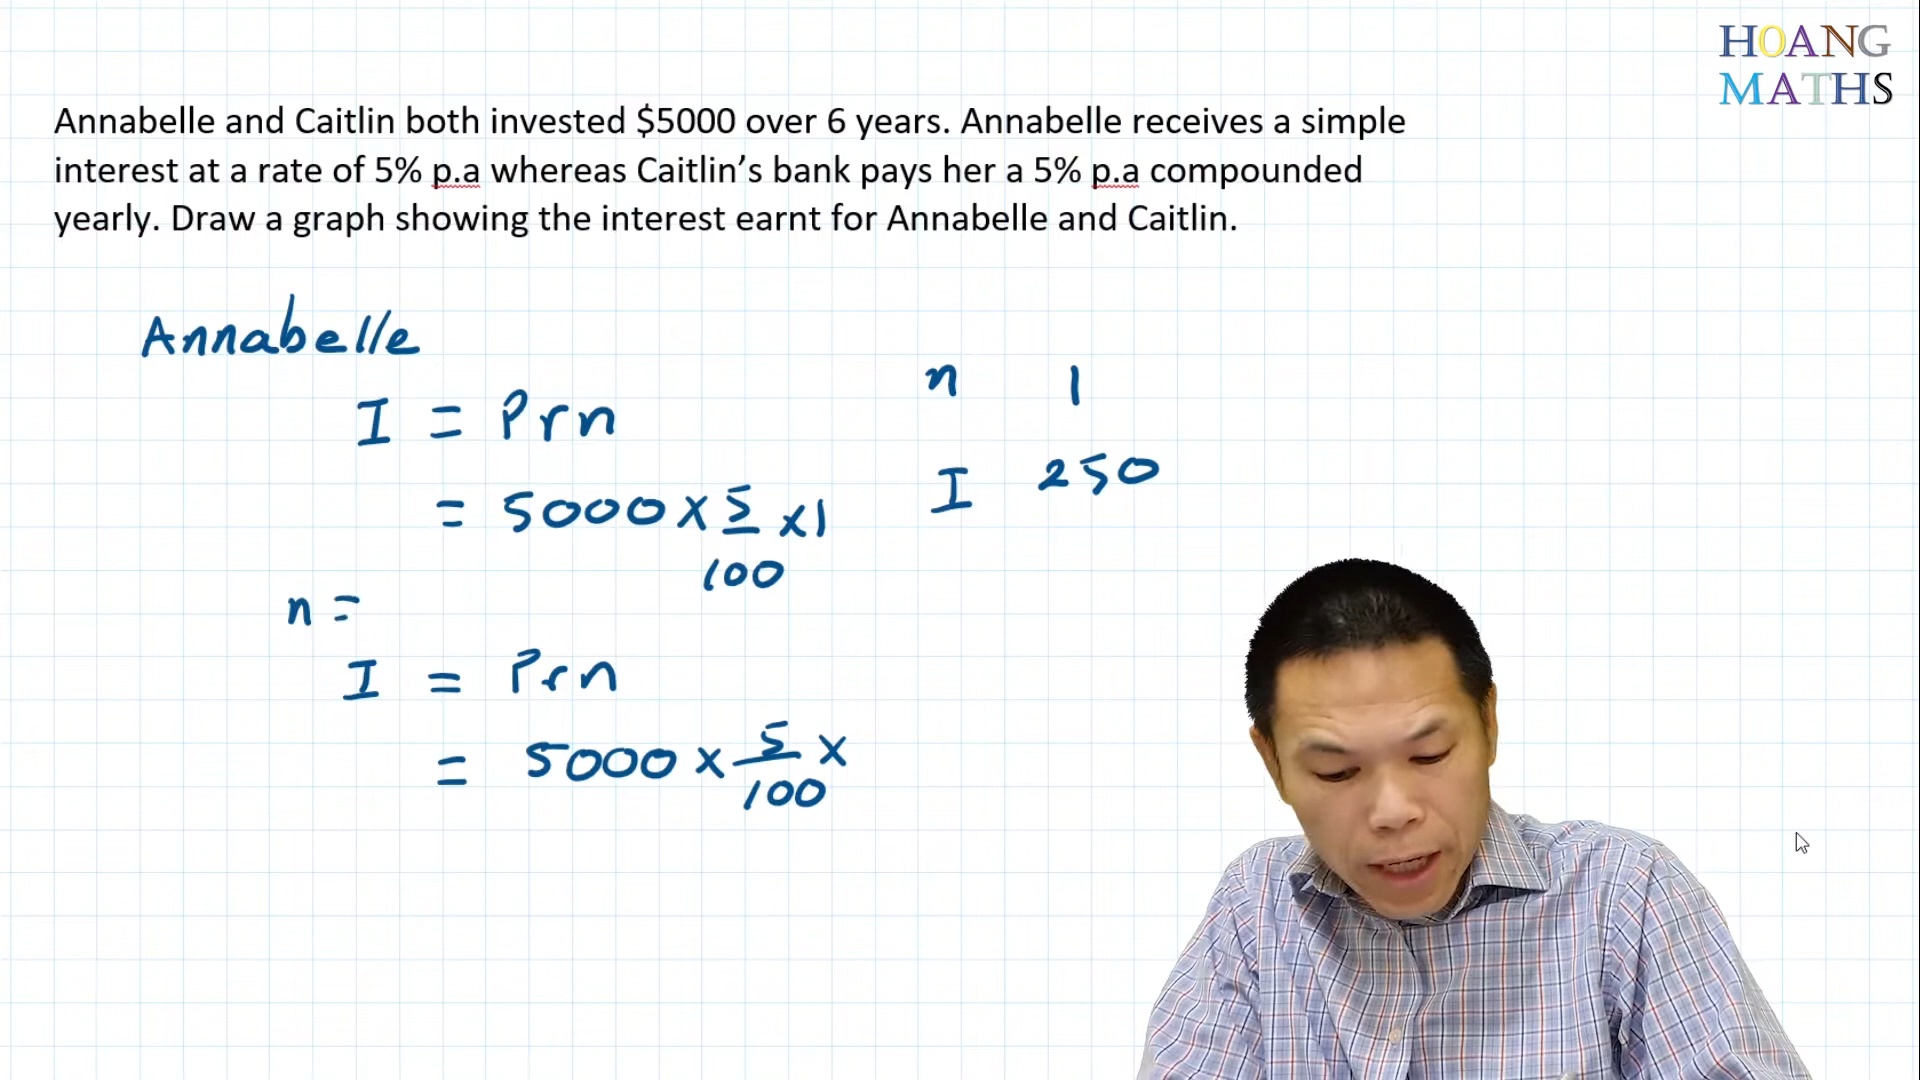 HOANG
MATHS
Annabelle and Caitlin both invested $5000 over 6 years. Annabelle receives a simple
interest at a rate of 5% p.a whereas Caitlin’s bank pays her a 5% p.a compounded
yearly. Draw a graph showing the interest earnt for Annabelle and Caitlin.
Annabelle
I = Prn
= 5000 × 5/100 × 1
n =
I = Prn
= 5000 × 5/100 ×
n 1
I 250